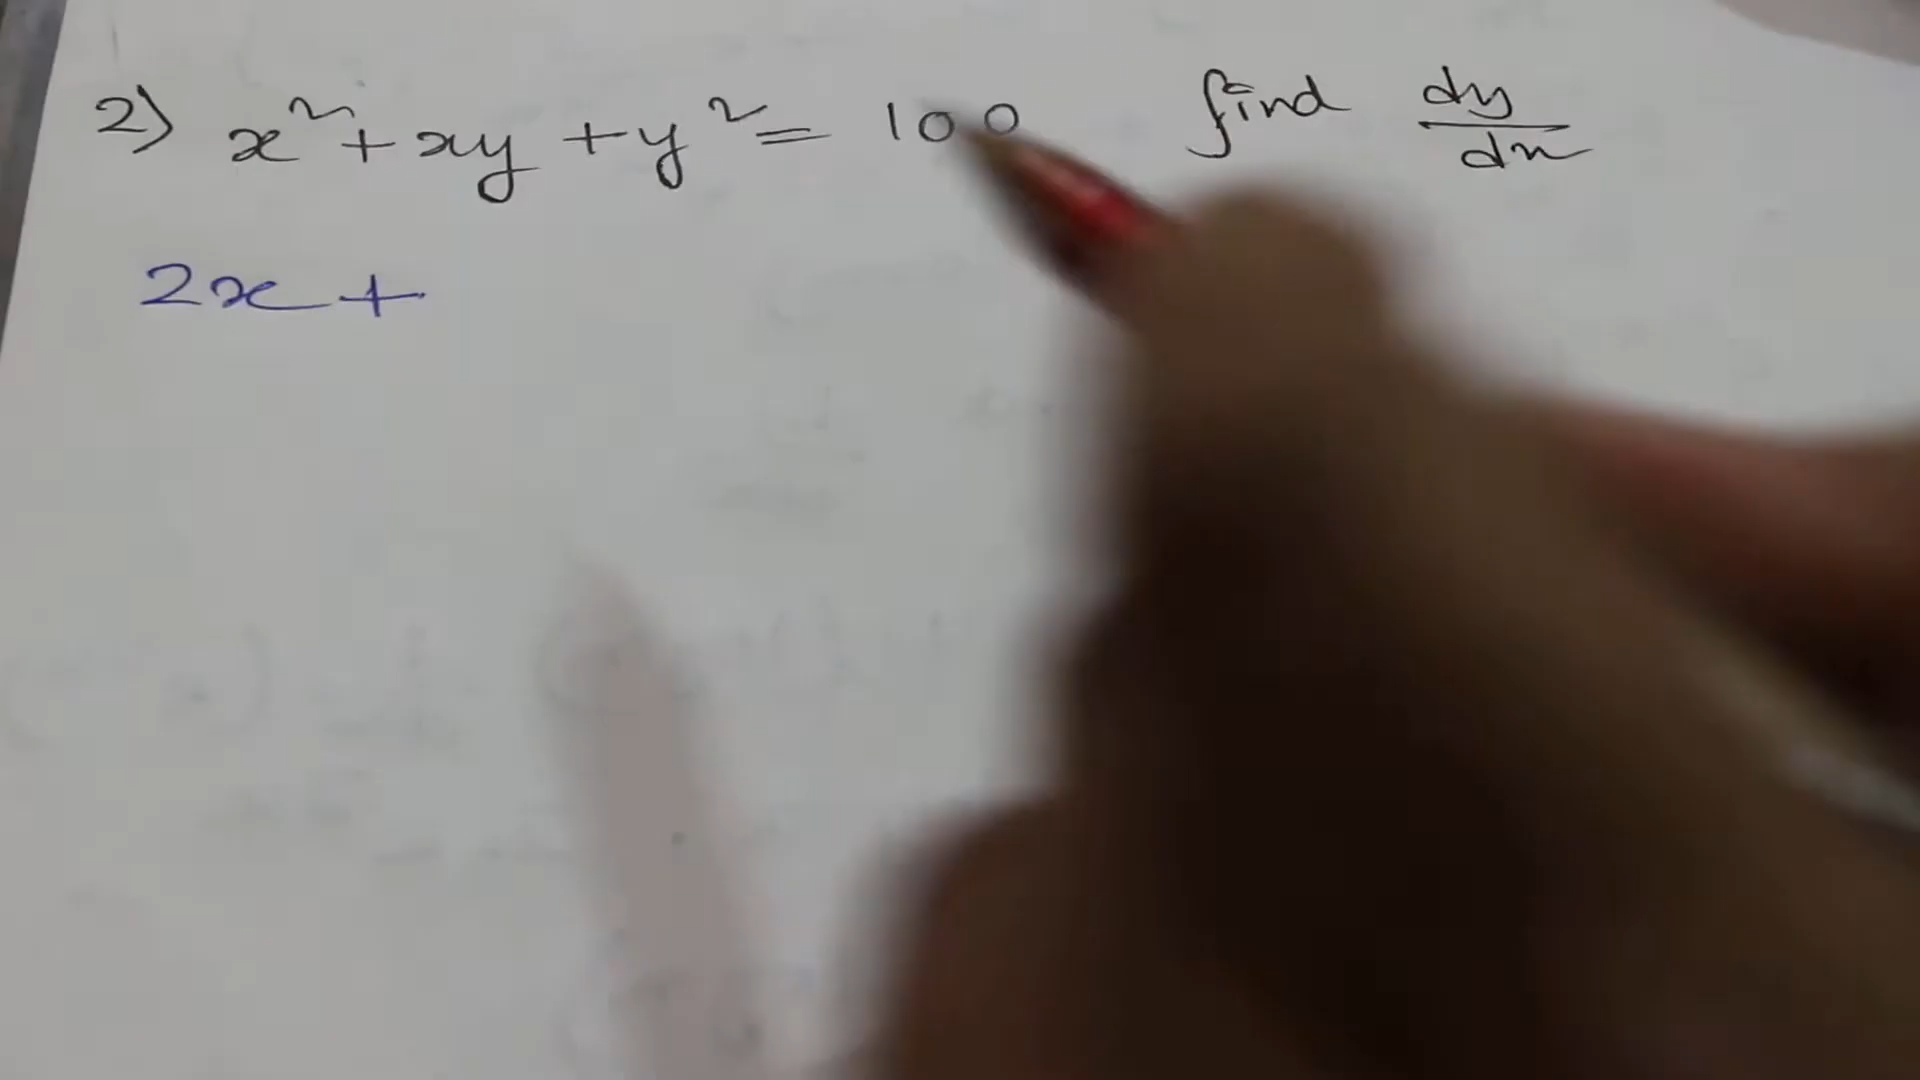 2) x² + xy + y² = 100 find dy/dx
2x +